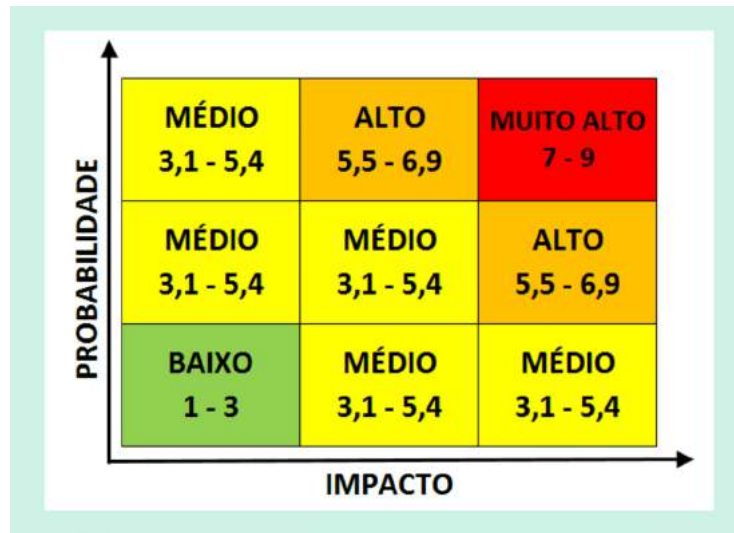 PROBABILIDADE
MÉDIO
3,1 - 5,4
ALTO
5,5 - 6,9
MUITO ALTO
7 - 9
MÉDIO
3,1 - 5,4
MÉDIO
3,1 - 5,4
ALTO
5,5 - 6,9
BAIXO
1 - 3
MÉDIO
3,1 - 5,4
MÉDIO
3,1 - 5,4
IMPACTO